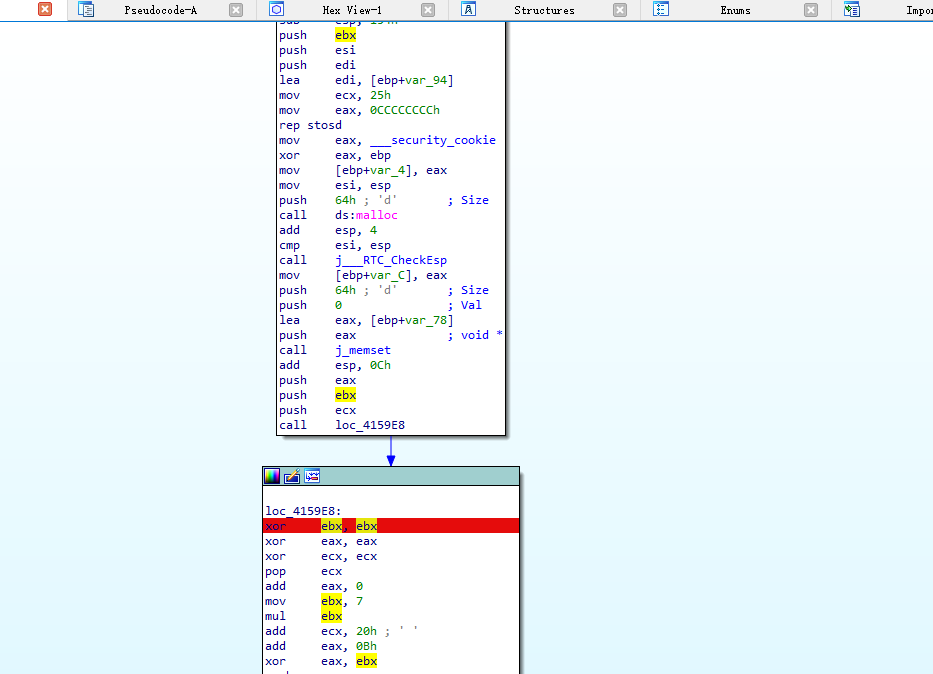 Pseudocode-A Hex View-1 Structures Enums
push ebx
push esi
push edi
lea edi, [ebp+var_94]
mov ecx, 25h
mov eax, 0CCCCCCCCh
rep stosd
mov eax, ___security_cookie
xor eax, ebp
mov [ebp+var_4], eax
mov esi, esp
push 64h ; 'd' ; Size
call ds:malloc
add esp, 4
cmp esi, esp
call j___RTC_CheckEsp
mov [ebp+var_C], eax
push 64h ; 'd' ; Size
push 0 ; Val
lea eax, [ebp+var_78]
push eax ; void *
call j_memset
add esp, 0Ch
push eax
push ebx
push ecx
call loc_4159E8
loc_4159E8:
xor ebx, ebx
xor eax, eax
xor ecx, ecx
pop ecx
add eax, 0
mov ebx, 7
mul ebx
add ecx, 20h ; ' '
add eax, 0Bh
xor eax, ebx